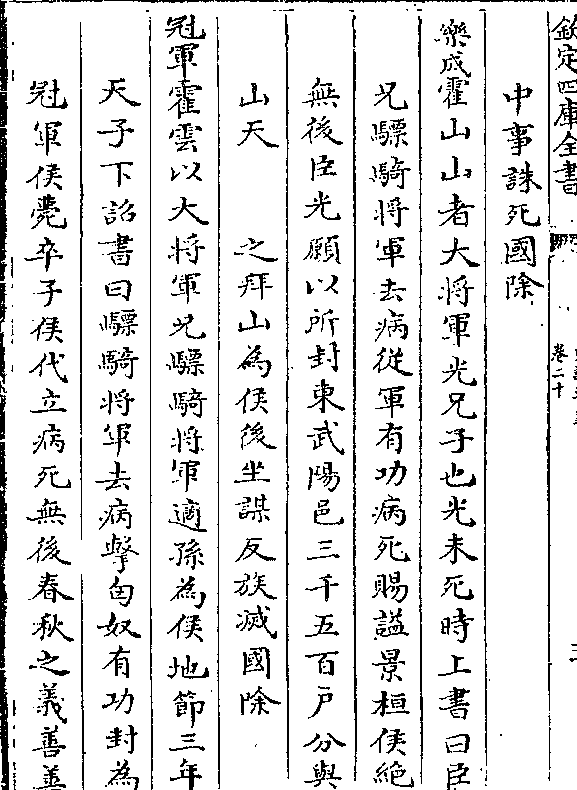 欽定四庫全書
卷二十
中事誅死國除
樂成霍山山者大將軍光兄子也光未死時上書曰臣
兄驃騎將軍去病從軍有功病死賜謚景桓侯絶
無後臣光願以所封東武陽邑三千五百戸分與
山天 之拜山為侯後坐謀反族滅國除
冠軍霍雲以大將軍兄驃騎將軍適孫為侯地節三年
天子下詔書曰驃騎將軍去病擊匈奴有功封為
冠軍侯薨卒子侯代立病死無後春秋之義善善